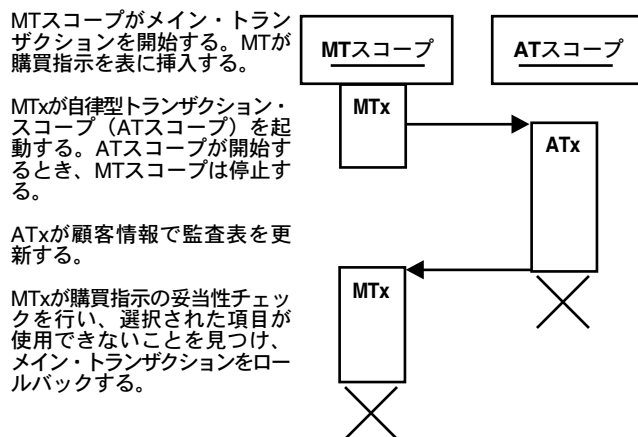 MTスコープがメイン・トラン
ザクションを開始する。MTが
購買指示を表に挿入する。
MTxが自律型トランザクション・
スコープ（ATスコープ）を起
動する。ATスコープが開始す
るとき、MTスコープは停止す
る。
ATxが顧客情報で監査表を更
新する。
MTxが購買指示の妥当性チェッ
クを行い、選択された項目が
使用できないことを見つけ、
メイン・トランザクションをロー
ルバックする。
MTスコープ
ATスコープ
MTx
ATx
MTx